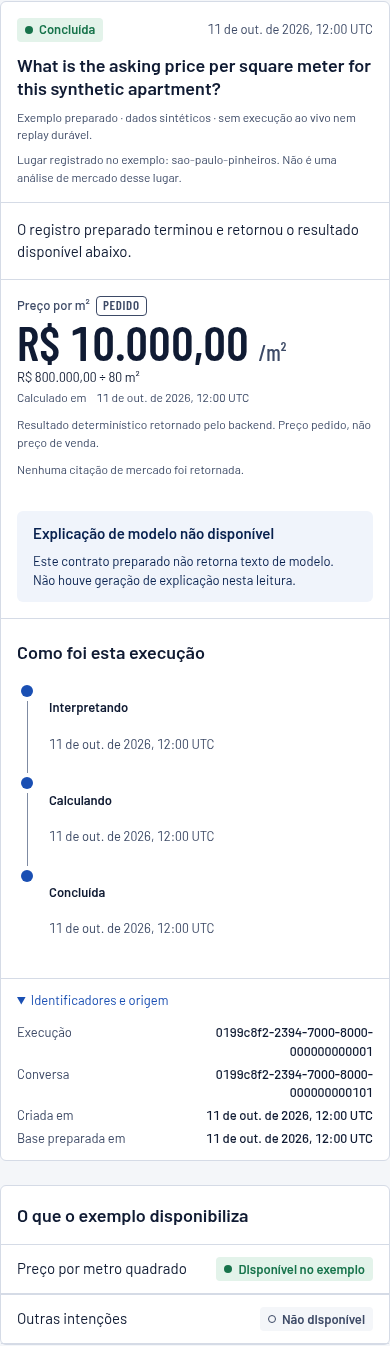 Concluída
11 de out. de 2026, 12:00 UTC
What is the asking price per square meter for
this synthetic apartment?
Exemplo preparado · dados sintéticos · sem execução ao vivo nem
replay durável.
Lugar registrado no exemplo: sao-paulo-pinheiros. Não é uma
análise de mercado desse lugar.
O registro preparado terminou e retornou o resultado
disponível abaixo.
Preço por m² PEDIDO
R$ 10.000,00 /m²
R$ 800.000,00 ÷ 80 m²
Calculado em 11 de out. de 2026, 12:00 UTC
Resultado determinístico retornado pelo backend. Preço pedido, não
preço de venda.
Nenhuma citação de mercado foi retornada.
Explicação de modelo não disponível
Este contrato preparado não retorna texto de modelo.
Não houve geração de explicação nesta leitura.
Como foi esta execução
Interpretando
11 de out. de 2026, 12:00 UTC
Calculando
11 de out. de 2026, 12:00 UTC
Concluída
11 de out. de 2026, 12:00 UTC
Identificadores e origem
Execução 0199c8f2-2394-7000-8000-
000000000001
Conversa 0199c8f2-2394-7000-8000-
000000000101
Criada em 11 de out. de 2026, 12:00 UTC
Base preparada em 11 de out. de 2026, 12:00 UTC
O que o exemplo disponibiliza
Preço por metro quadrado Disponível no exemplo
Outras intenções Não disponível